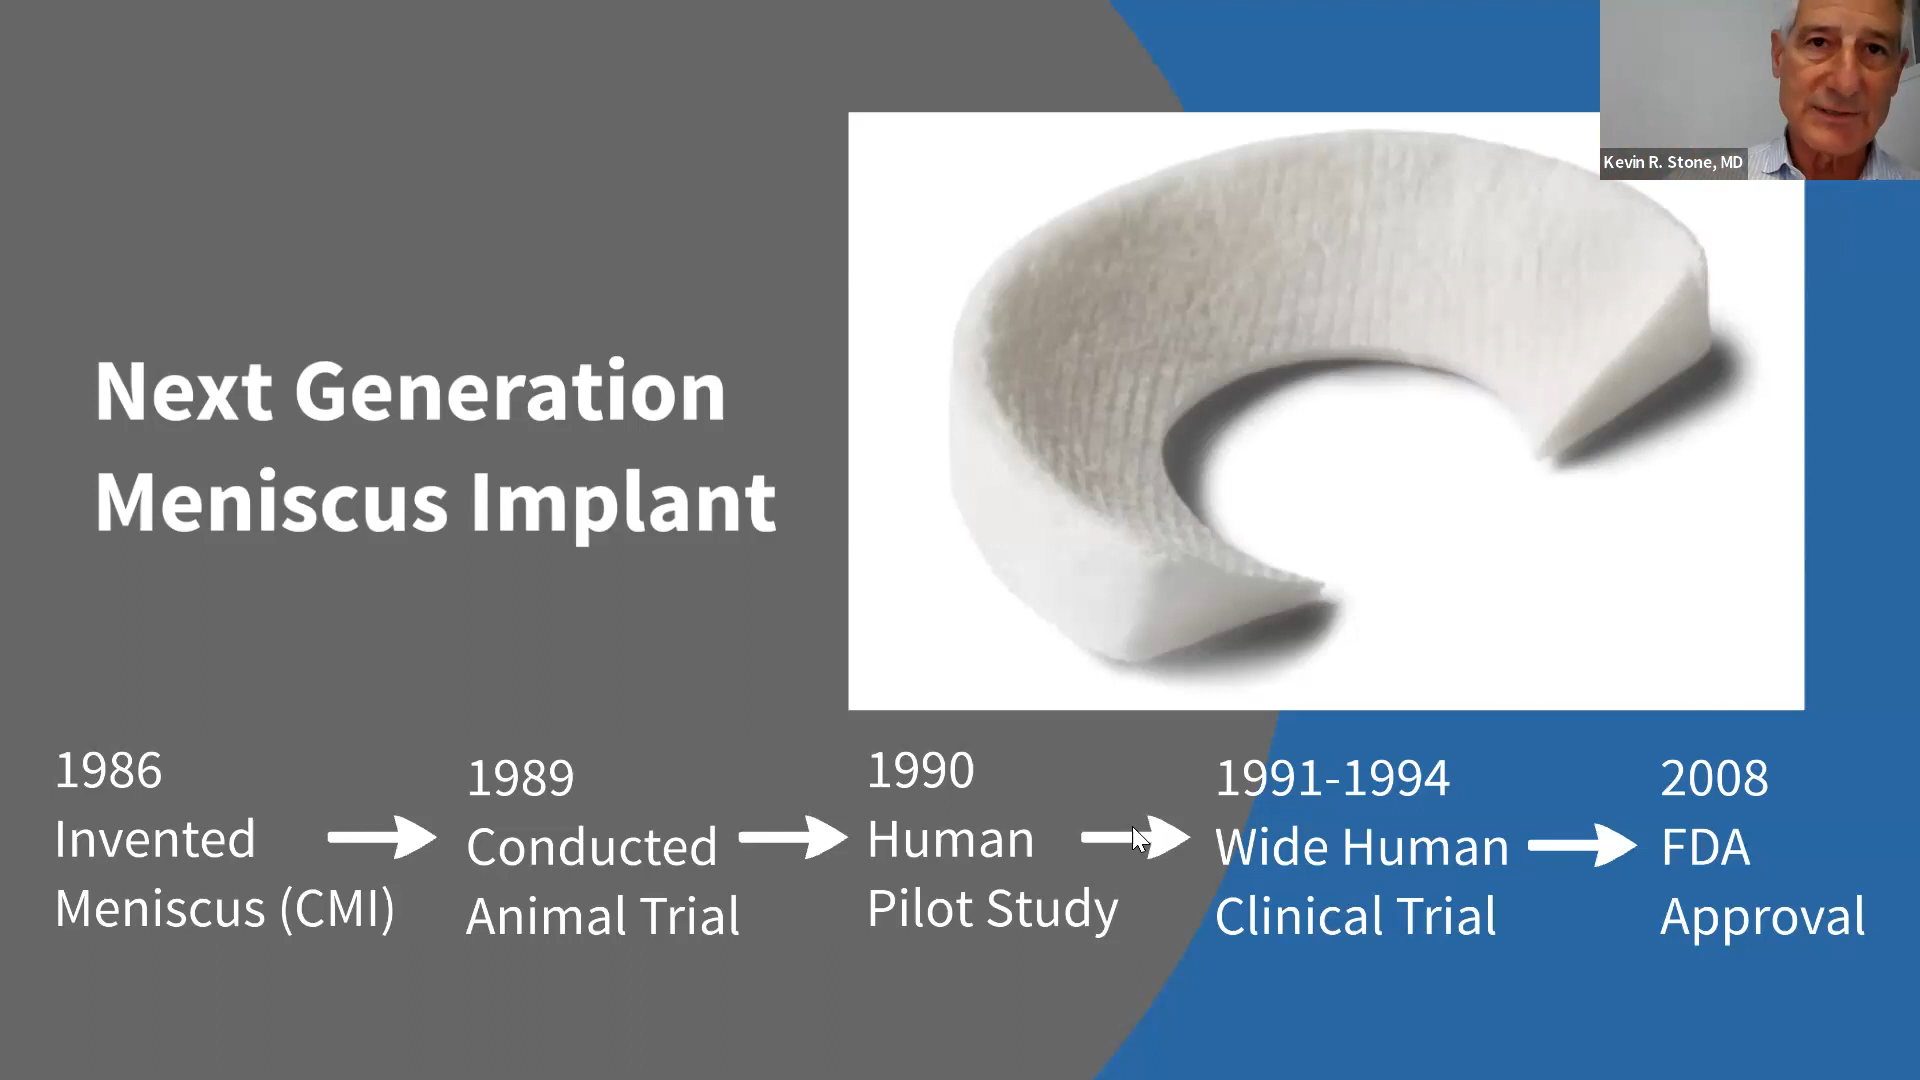 Kevin R. Stone, MD
Next Generation
Meniscus Implant
1986
Invented
Meniscus (CMI)
1989
Conducted
Animal Trial
1990
Human
Pilot Study
1991-1994
Wide Human
Clinical Trial
2008
FDA
Approval